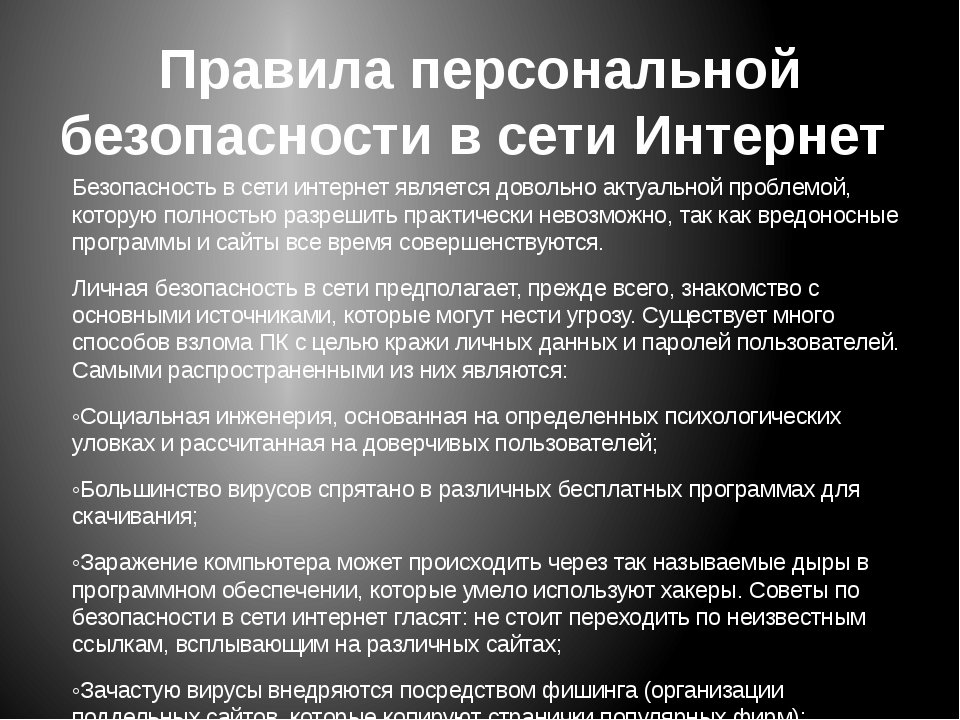 Правила персональной
безопасности в сети Интернет
Безопасность в сети интернет является довольно актуальной проблемой,
которую полностью разрешить практически невозможно, так как вредоносные
программы и сайты все время совершенствуются.
Личная безопасность в сети предполагает, прежде всего, знакомство с
основными источниками, которые могут нести угрозу. Существует много
способов взлома ПК с целью кражи личных данных и паролей пользователей.
Самыми распространенными из них являются:
◦Социальная инженерия, основанная на определенных психологических
уловках и рассчитанная на доверчивых пользователей;
◦Большинство вирусов спрятано в различных бесплатных программах для
скачивания;
◦Заражение компьютера может происходить через так называемые дыры в
программном обеспечении, которые умело используют хакеры. Советы по
безопасности в сети интернет гласят: не стоит переходить по неизвестным
ссылкам, всплывающим на различных сайтах;
◦Зачастую вирусы внедряются посредством фишинга (организации
поддельных сайтов, которые копируют странички популярных фирм);